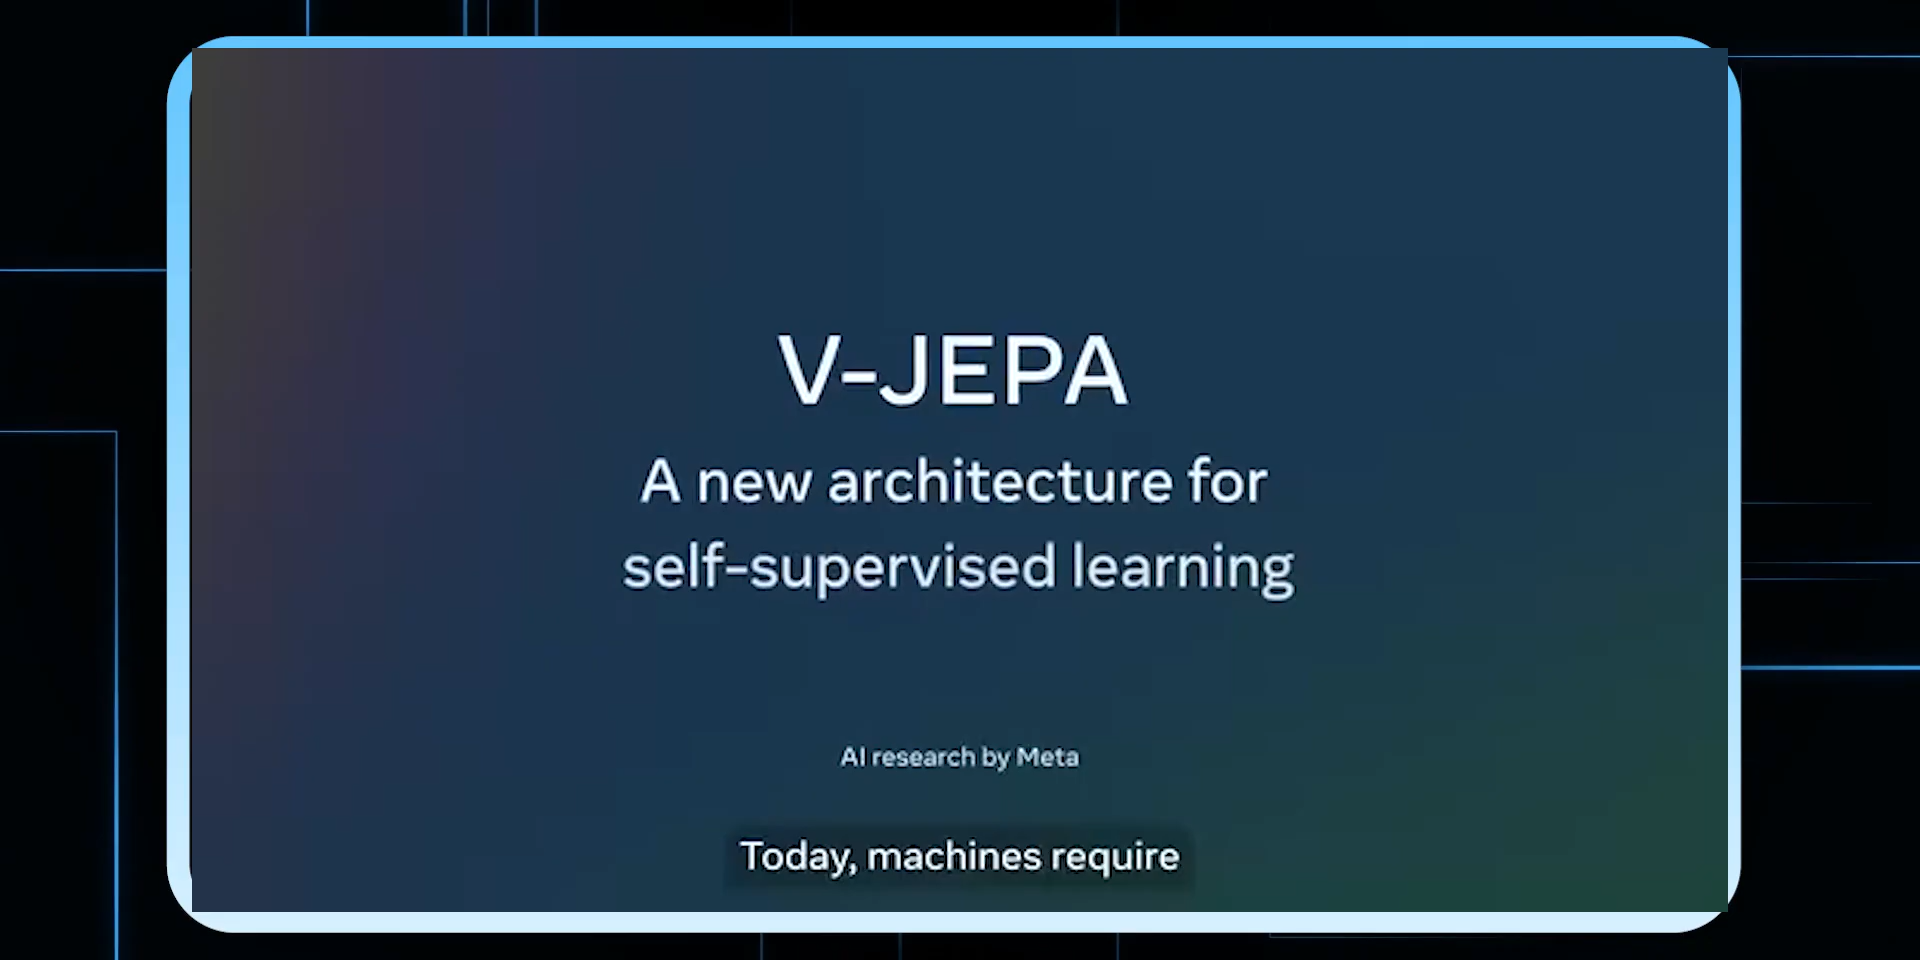 V-JEPA
A new architecture for
self-supervised learning
AI research by Meta
Today, machines require